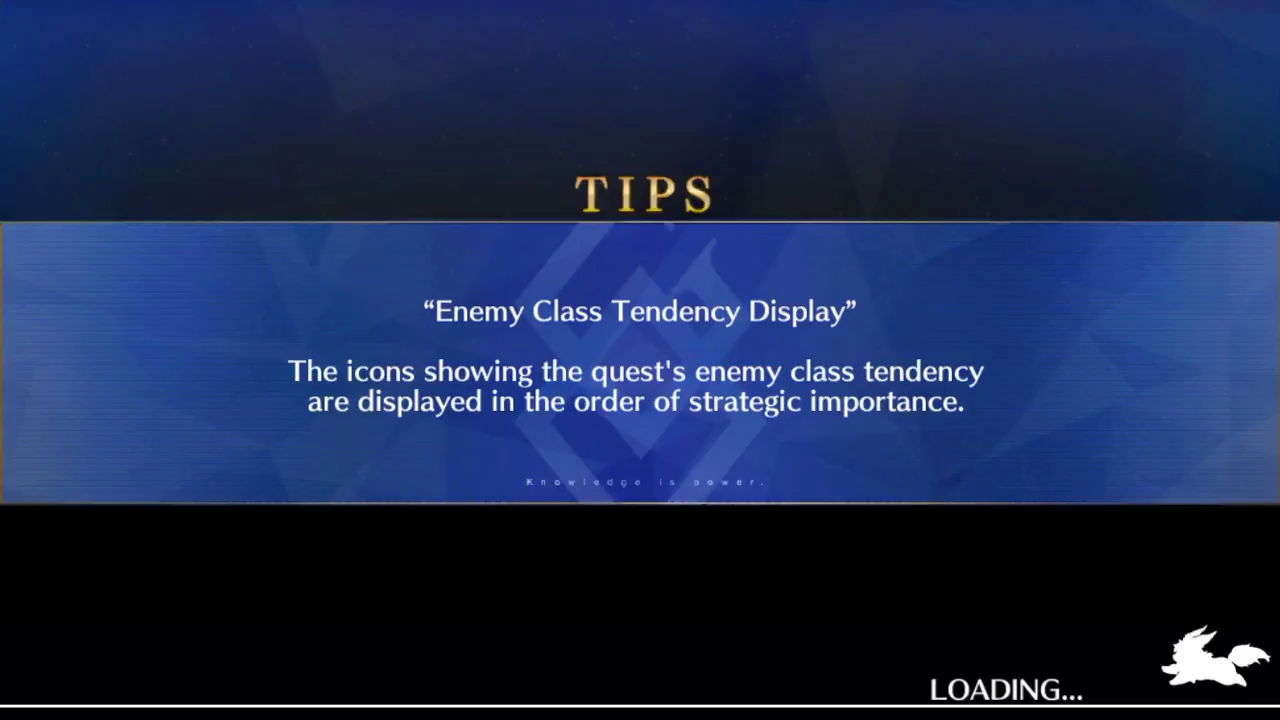 TIPS
“Enemy Class Tendency Display”
The icons showing the quest's enemy class tendency
are displayed in the order of strategic importance.
Knowledge is power.
LOADING...